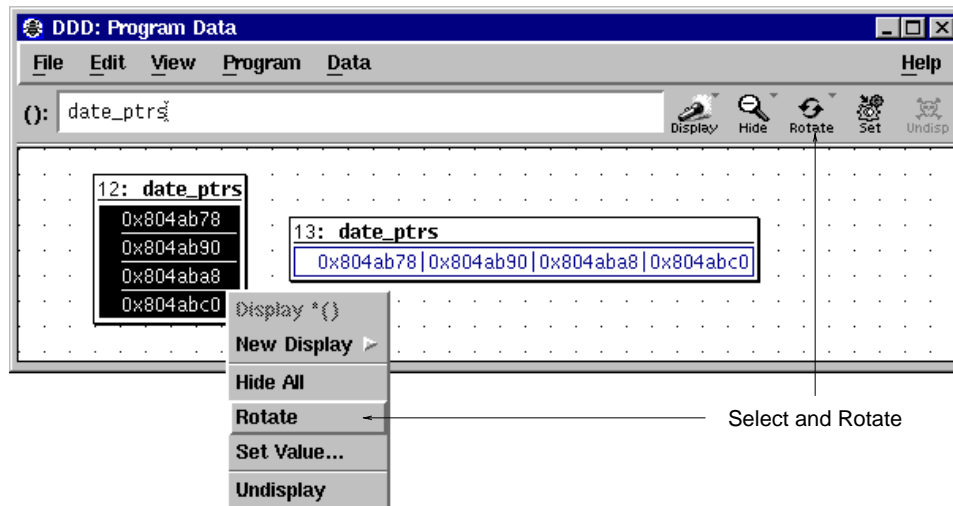 DDD: Program Data
File Edit View Program Data Help
(): date_ptrs
Display Hide Rotate Set Undisp
12: date_ptrs
0x804ab78
0x804ab90
0x804aba8
0x804abc0
13: date_ptrs
0x804ab78|0x804ab90|0x804aba8|0x804abc0
Display *()
New Display
Hide All
Rotate
Set Value...
Undisplay
Select and Rotate